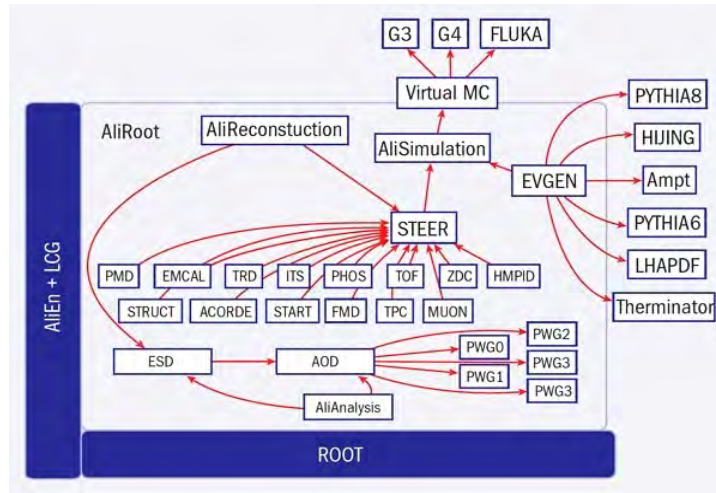 G3
G4
FLUKA
Virtual MC
PYTHIA8
AliRoot
AliReconstuction
HIJING
AliSimulation
EVGEN
Ampt
STEER
PYTHIA6
LHAPDF
PMD
EMCAL
TRD
ITS
PHOS
TOF
ZDC
HMPID
Therminator
STRUCT
ACORDE
START
FMD
TPC
MUON
AliEn + LCG
ESD
AOD
PWG2
PWG0
PWG3
PWG1
PWG3
AliAnalysis
ROOT